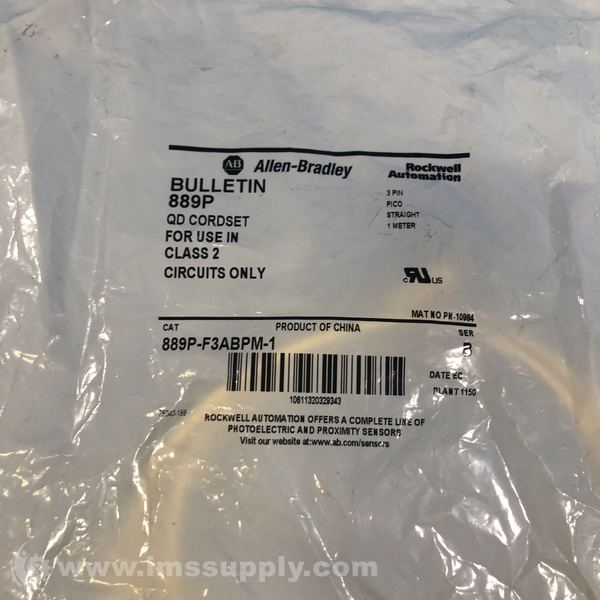 AB Allen-Bradley
Rockwell
Automation
BULLETIN
889P
QD CORDSET
FOR USE IN
CLASS 2
CIRCUITS ONLY
3 PIN
PICO
STRAIGHT
1 METER
c RU US
MAT NO PN-10984
CAT
PRODUCT OF CHINA
SER
889P-F3ABPM-1
DATE EC
PLANT 1150
10611320329343
ROCKWELL AUTOMATION OFFERS A COMPLETE LINE OF
PHOTOELECTRIC AND PROXIMITY SENSORS
Visit our website at:www.ab.com/sensors
www.imssupply.com